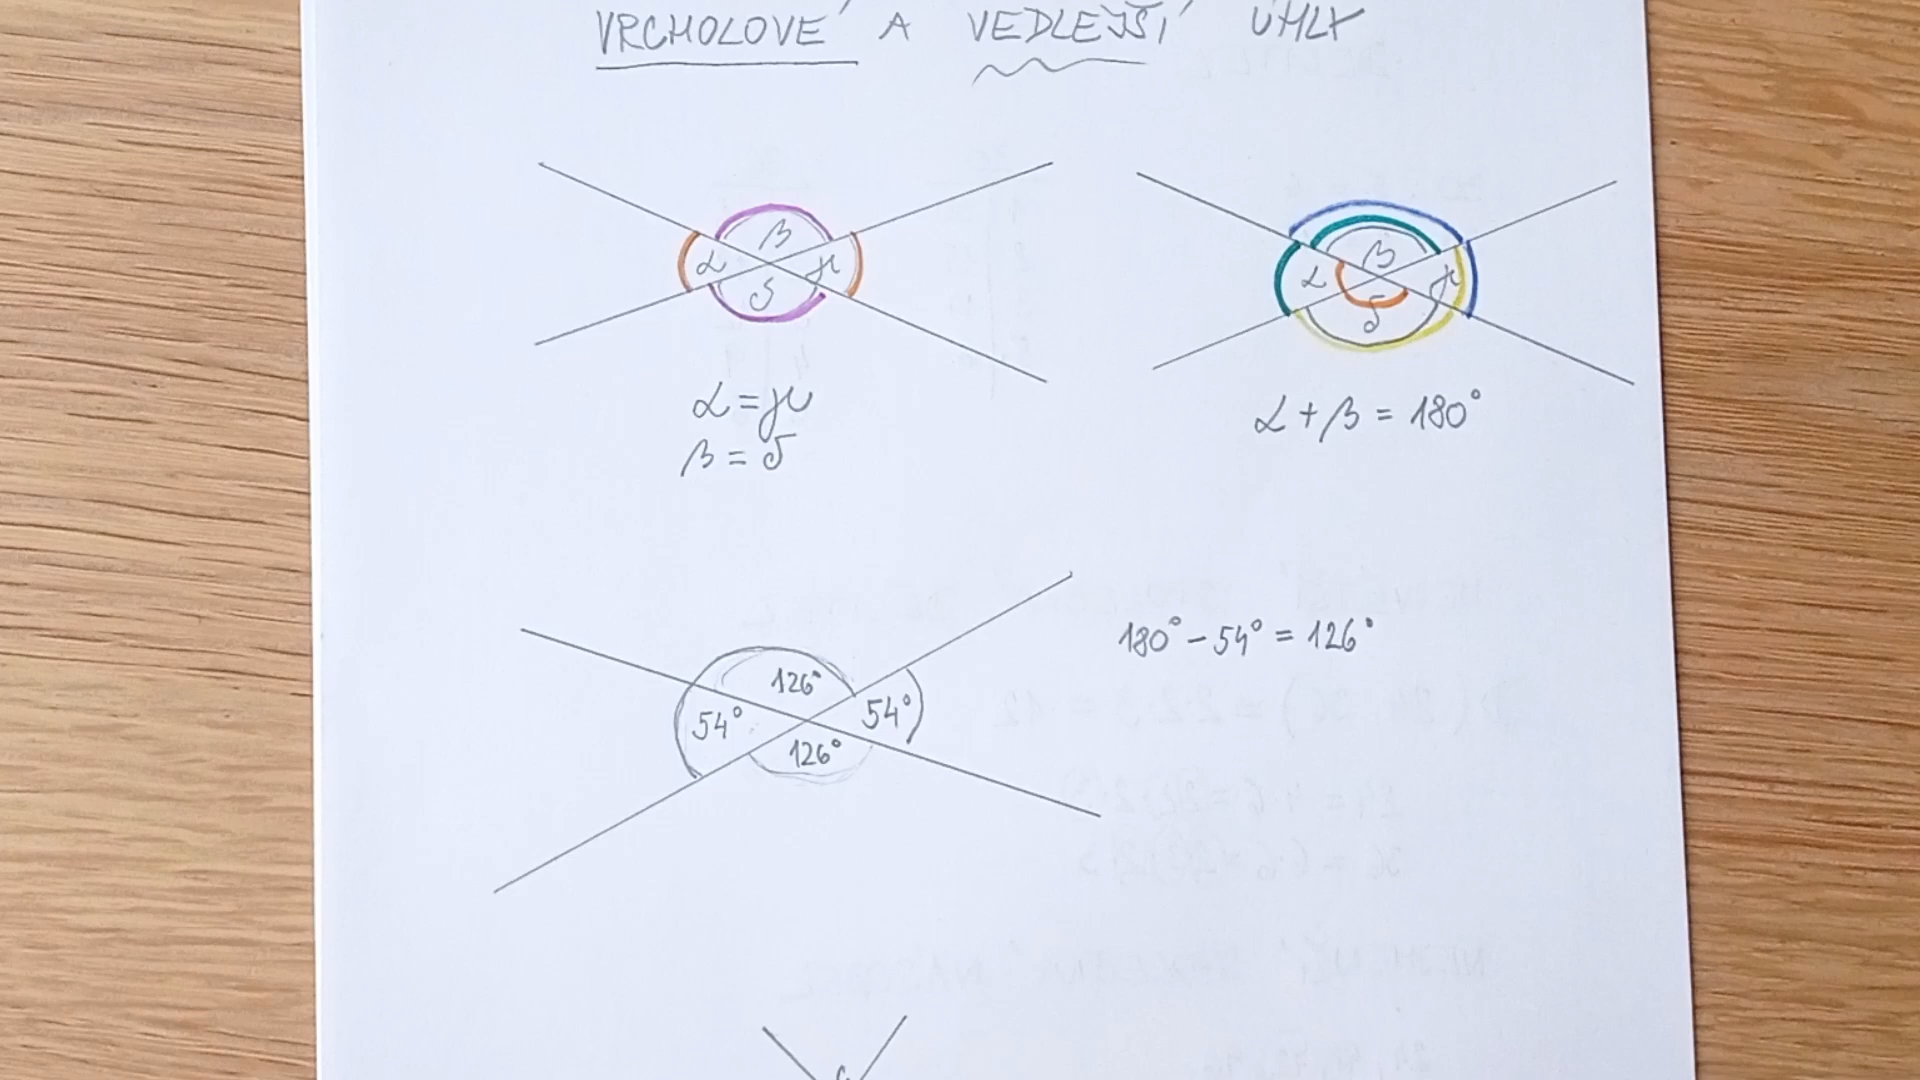 VRCHOLOVÉ A VEDLEJŠÍ ÚHLY
β
α γ
δ
β
α γ
δ
α = γ
β = δ
α + β = 180°
180° - 54° = 126°
126°
54° 54°
126°